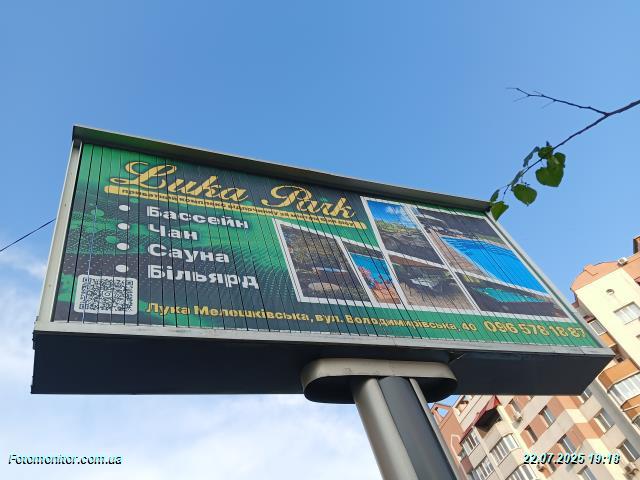 Luka Park
• Бассейн
• Чан
• Сауна
• Більярд
Лука Мелешківська, вул. Володимирівська, 40 096 578 18 87
Fotomonitor.com.ua
22.07.2025 19:18